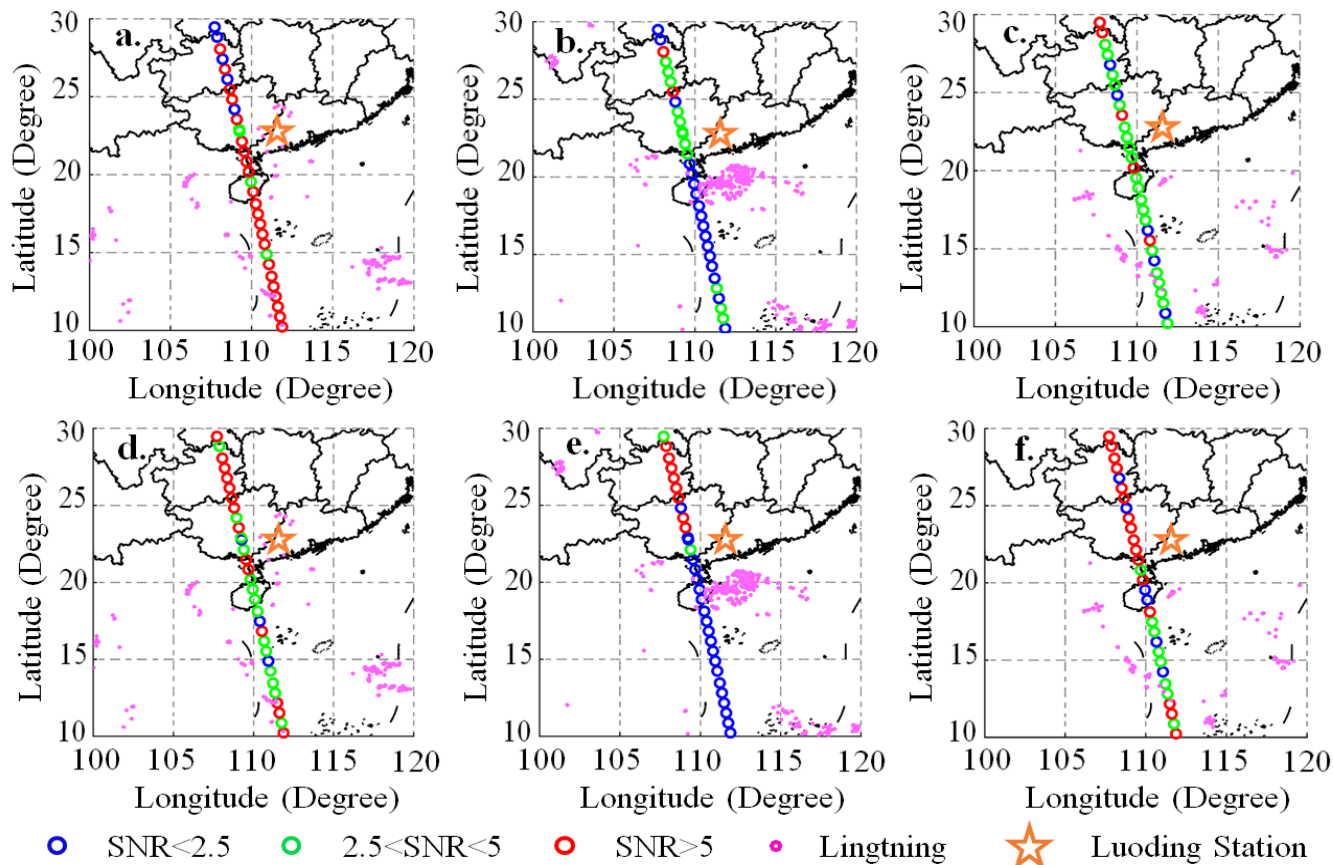 a.
b.
c.
Latitude (Degree)
30
25
20
15
10
100 105 110 115 120
Longitude (Degree)
Latitude (Degree)
30
25
20
15
10
100 105 110 115 120
Longitude (Degree)
Latitude (Degree)
30
25
20
15
10
100 105 110 115 120
Longitude (Degree)
d.
e.
f.
Latitude (Degree)
30
25
20
15
10
100 105 110 115 120
Longitude (Degree)
Latitude (Degree)
30
25
20
15
10
100 105 110 115 120
Longitude (Degree)
Latitude (Degree)
30
25
20
15
10
100 105 110 115 120
Longitude (Degree)
SNR<2.5 2.5<SNR<5 SNR>5 Lingtning Luoding Station